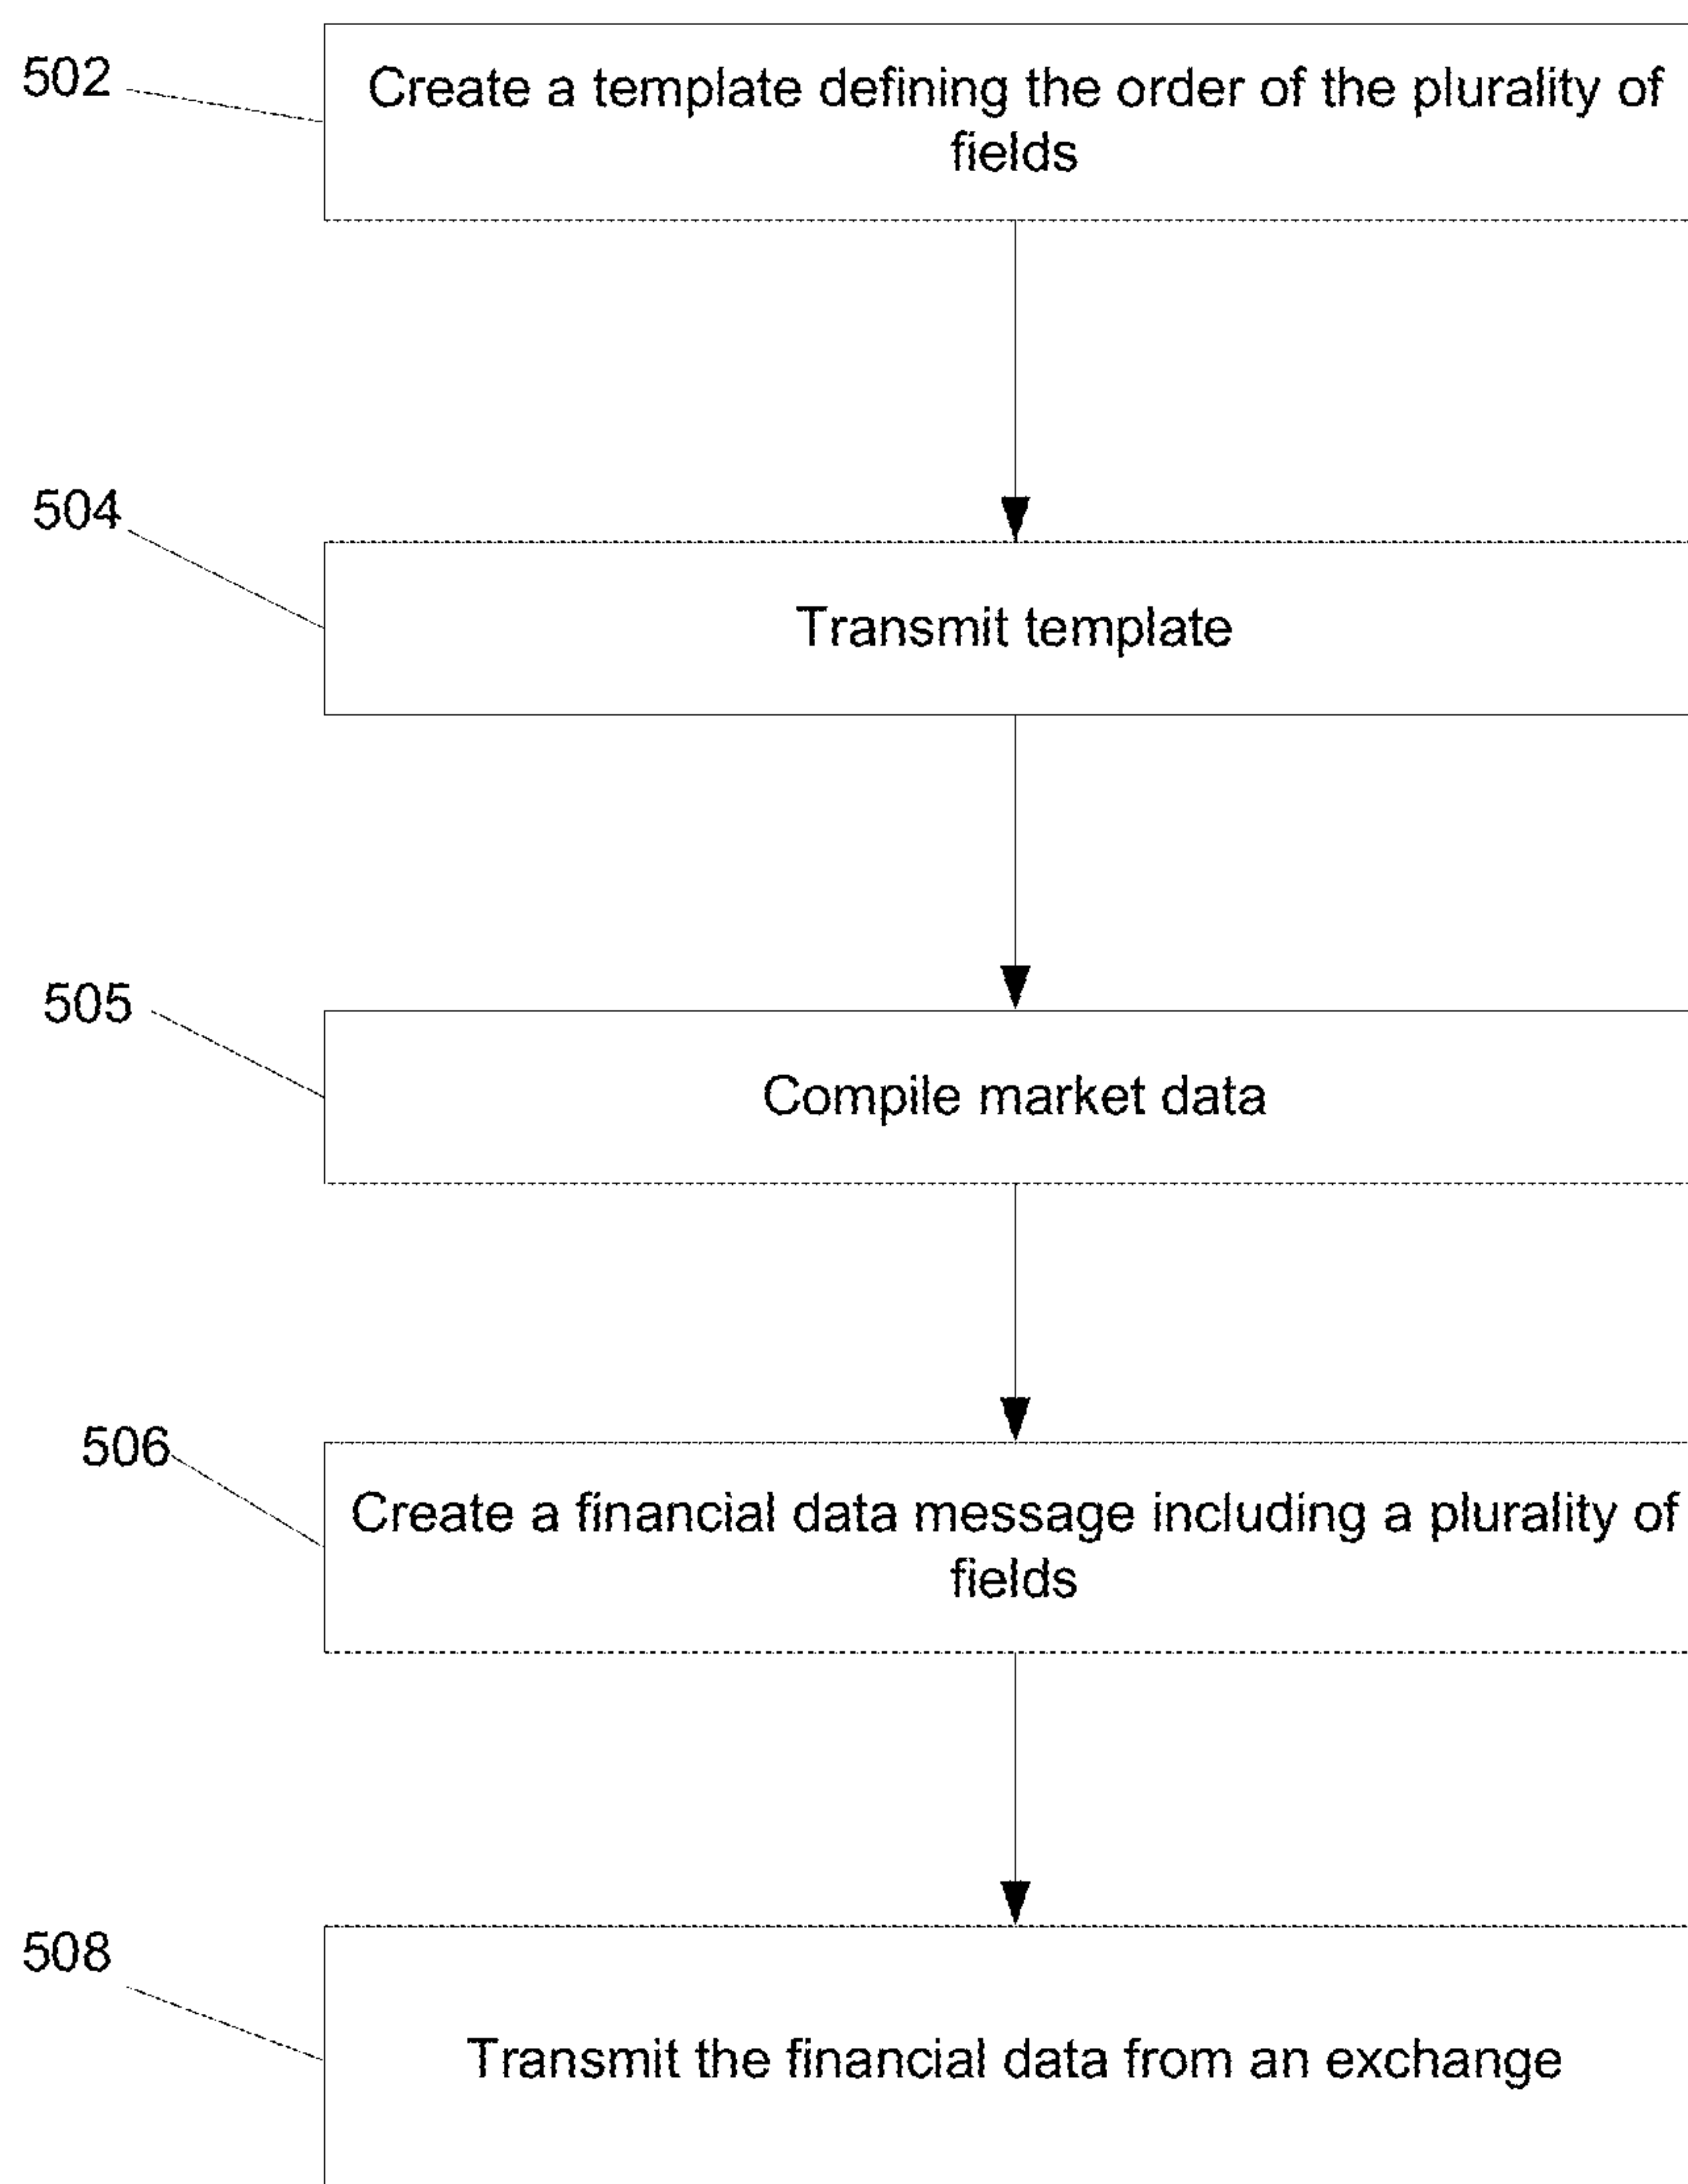 502
Create a template defining the order of the plurality of
fields
504
Transmit template
505
Compile market data
506
Create a financial data message including a plurality of
fields
508
Transmit the financial data from an exchange